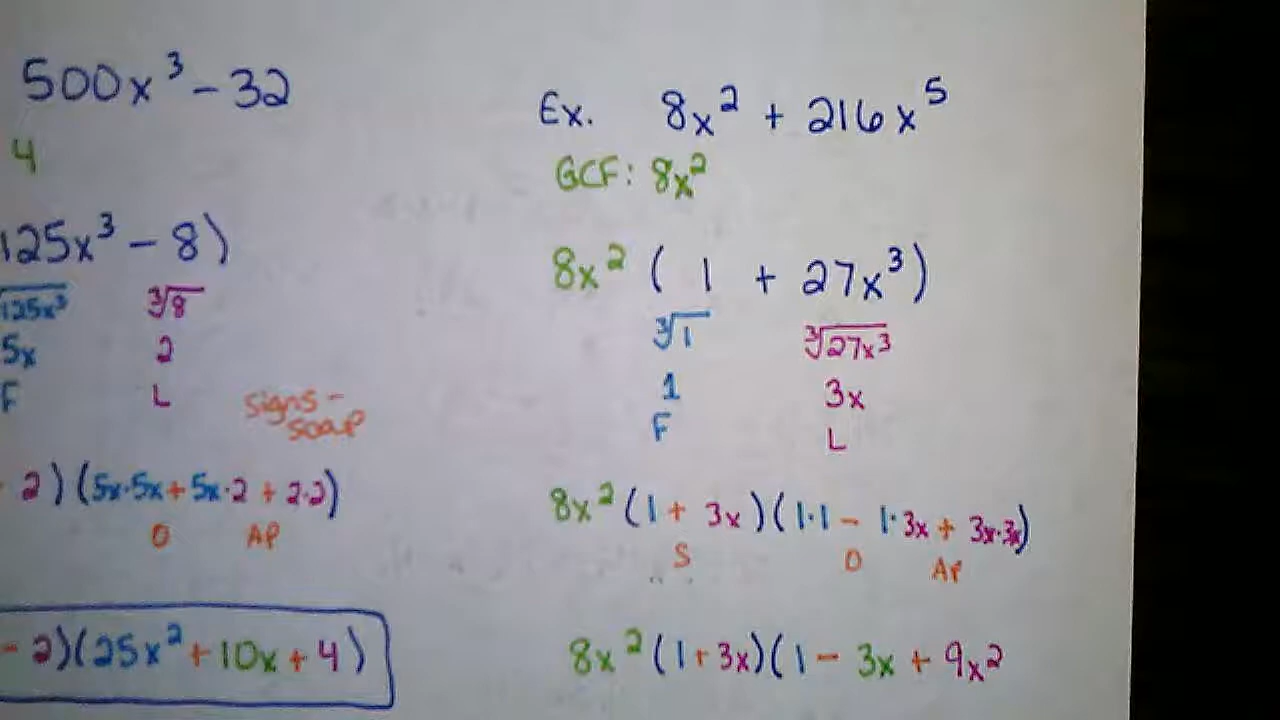 500x³ - 32
4
125x³ - 8)
∛125x³ ∛8
5x 2
F L
signs - soap
2)(5x·5x + 5x·2 + 2·2)
O AP
- 2)(25x² + 10x + 4)
Ex. 8x² + 216x⁵
GCF: 8x²
8x² ( 1 + 27x³)
∛1 ∛27x³
1 3x
F L
8x² (1 + 3x)(1·1 - 1·3x + 3x·3x)
S O AP
8x² (1 + 3x)(1 - 3x + 9x²